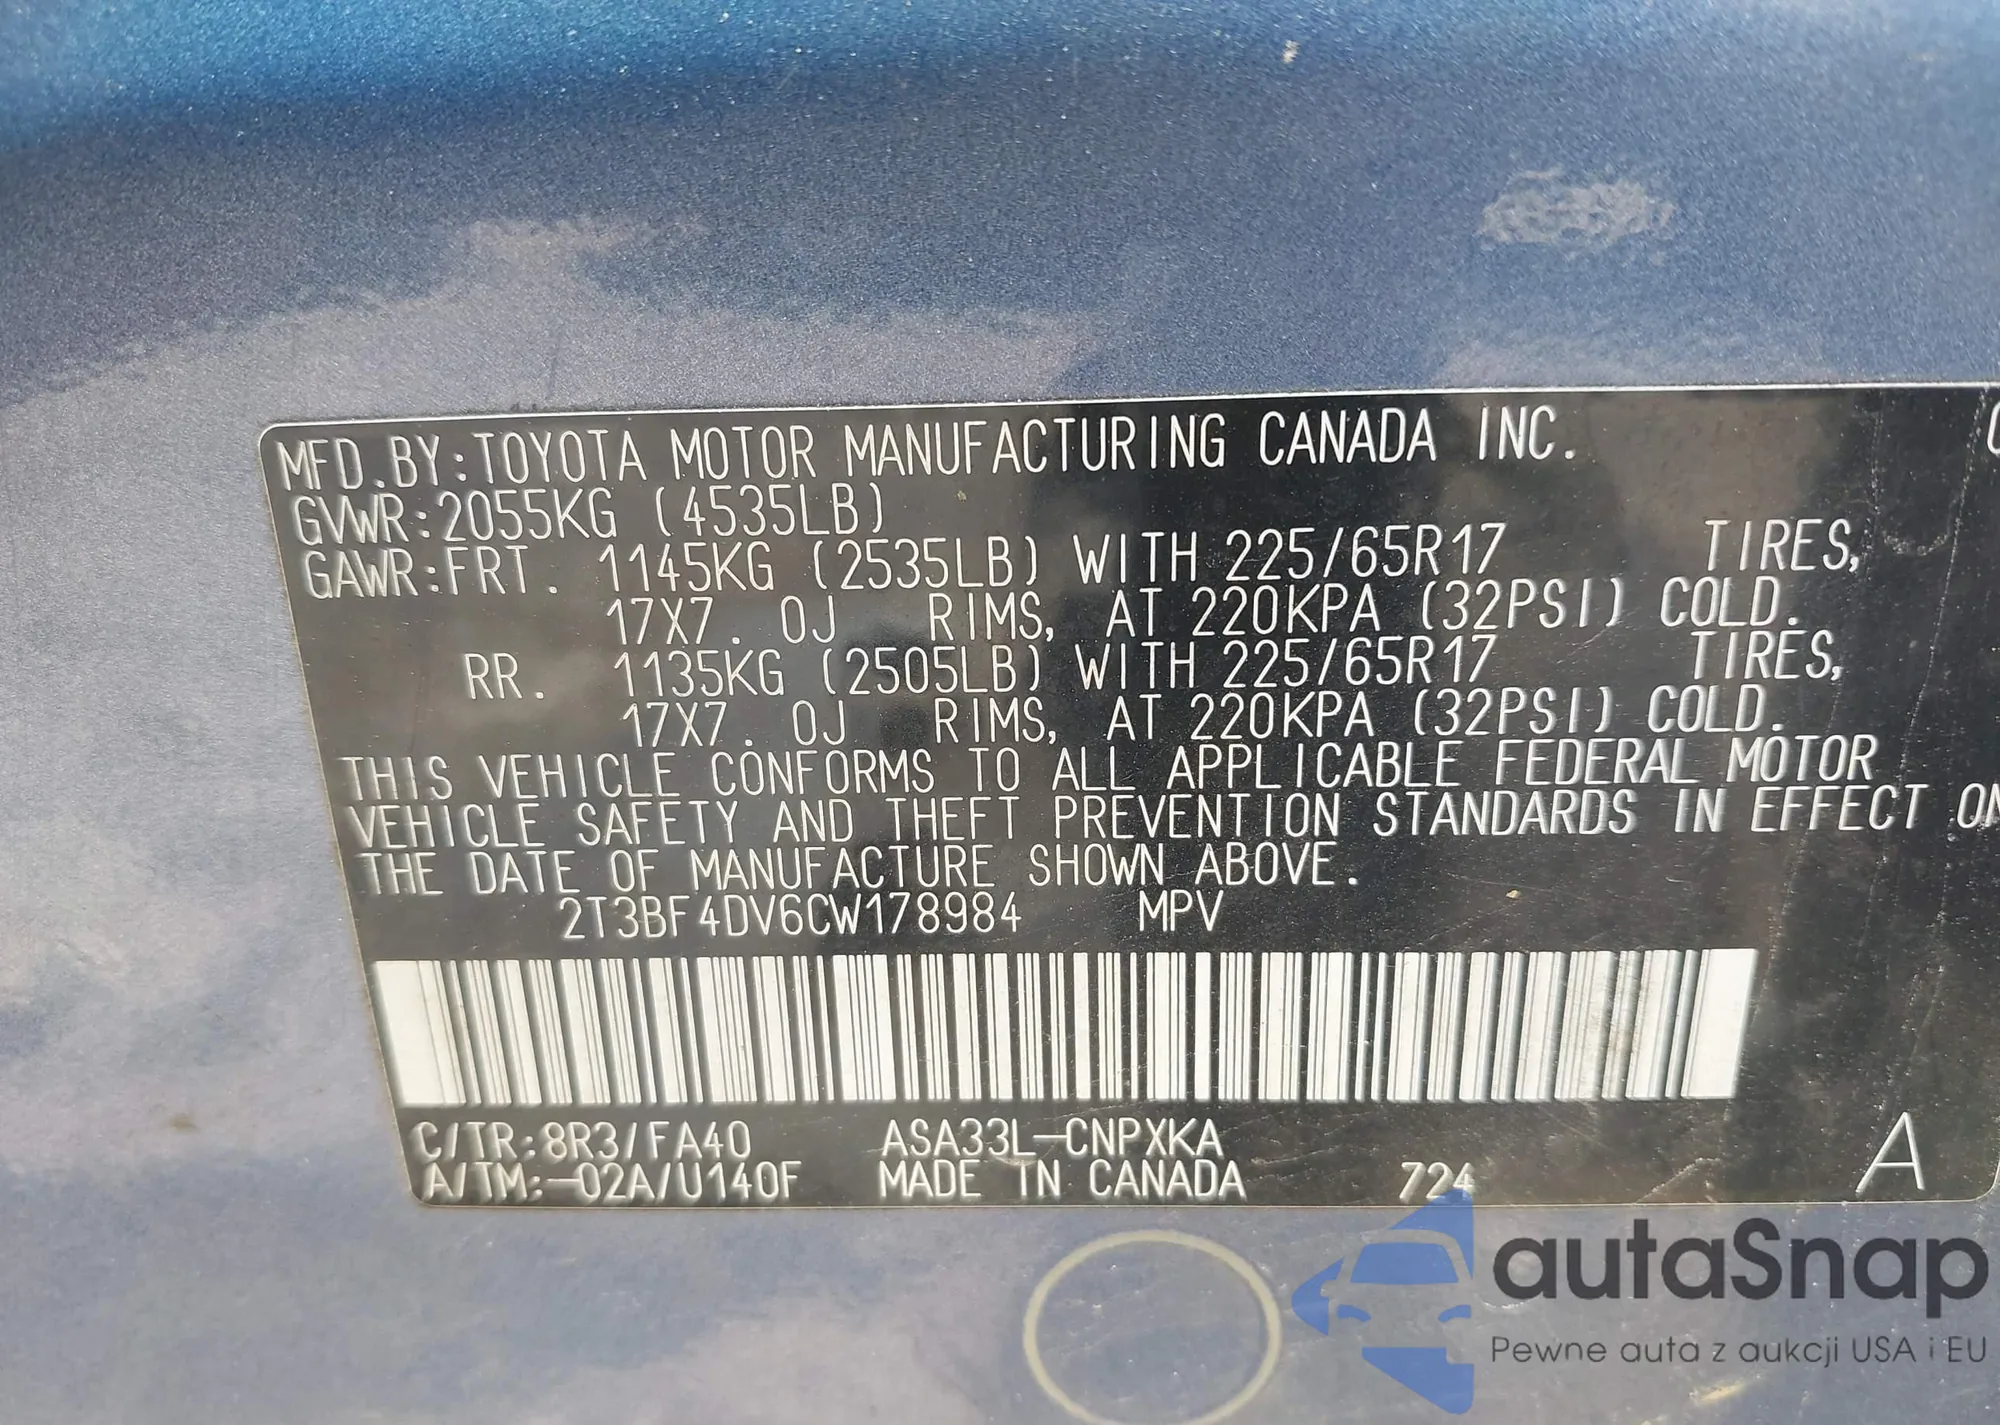 MFD.BY:TOYOTA MOTOR MANUFACTURING CANADA INC.
GVWR:2055KG (4535LB)
GAWR:FRT. 1145KG (2535LB) WITH 225/65R17 TIRES,
17X7.0J RIMS, AT 220KPA (32PSI) COLD.
RR. 1135KG (2505LB) WITH 225/65R17 TIRES,
17X7.0J RIMS, AT 220KPA (32PSI) COLD.
THIS VEHICLE CONFORMS TO ALL APPLICABLE FEDERAL MOTOR
VEHICLE SAFETY AND THEFT PREVENTION STANDARDS IN EFFECT ON
THE DATE OF MANUFACTURE SHOWN ABOVE.
2T3BF4DV6CW178984 MPV
C/TR:8R3/FA40 ASA33L-CNPXKA
A/TM:-02A/U140F MADE IN CANADA 724 A
autaSnap
Pewne auta z aukcji USA i EU